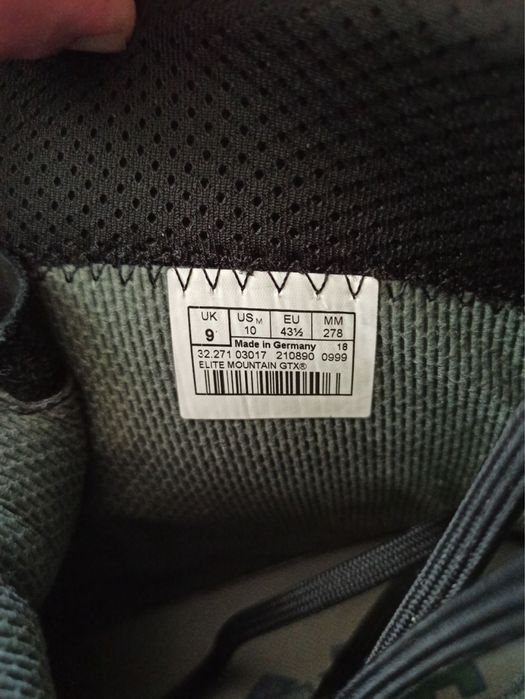 UK US M EU MM
9 10 43½ 278
Made in Germany 18
32.271 03017 210890 0999
ELITE MOUNTAIN GTX®